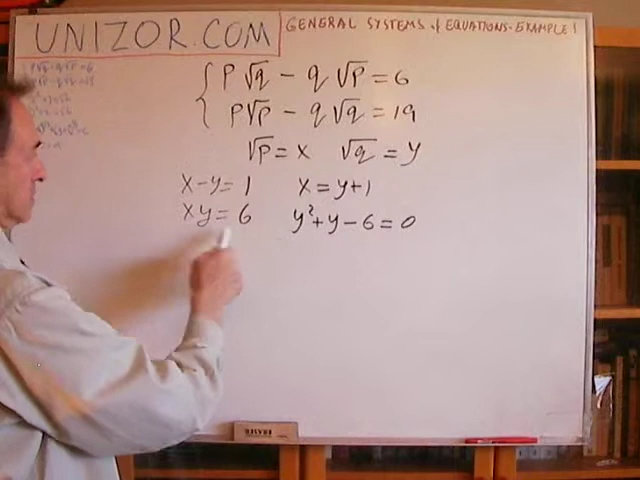 UNIZOR.COM
GENERAL SYSTEMS of EQUATIONS - EXAMPLE 1
p√q - q√p = 6
p√p - q√q = 19
√p = x √q = y
x - y = 1 x = y + 1
xy = 6 y² + y - 6 = 0